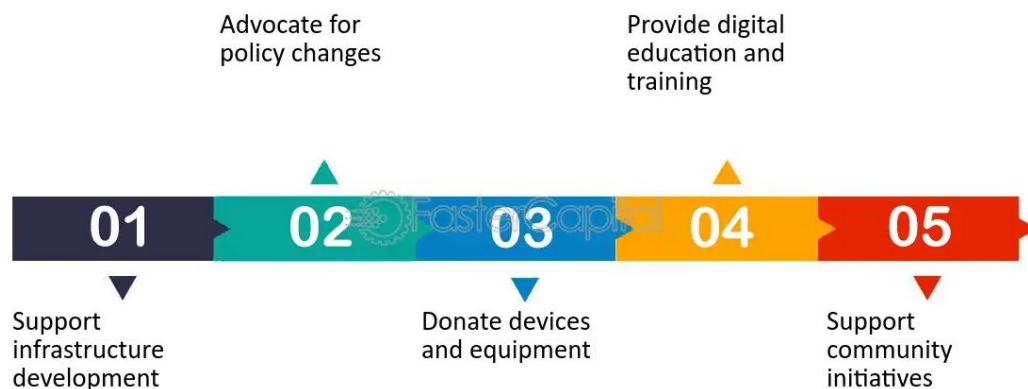 Advocate for
policy changes
Provide digital
education and
training
01
02
03
04
05
FasterCapital
Support
infrastructure
development
Donate devices
and equipment
Support
community
initiatives